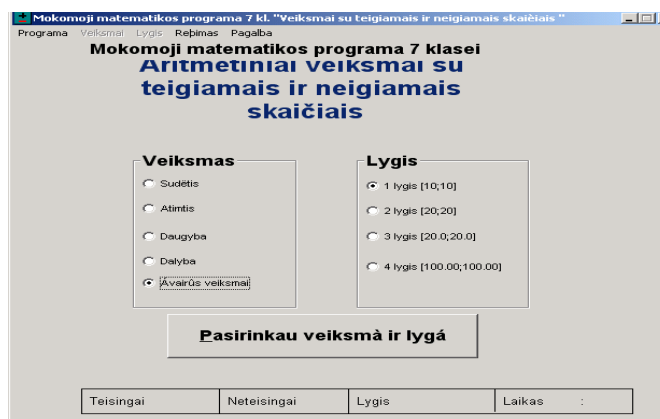 Mokomoji matematikos programa 7 kl. "Veiksmai su teigiamais ir neigiamais skaièiais "
Programa Veiksmai Lygis Reþimas Pagalba
Mokomoji matematikos programa 7 klasei
Aritmetiniai veiksmai su
teigiamais ir neigiamais
skaičiais
Veiksmas
Sudëtis
Atimtis
Daugyba
Dalyba
Ávairûs veiksmai
Lygis
1 lygis [10;10]
2 lygis [20;20]
3 lygis [20.0;20.0]
4 lygis [100.00;100.00]
Pasirinkau veiksmà ir lygá
Teisingai Neteisingai Lygis Laikas :